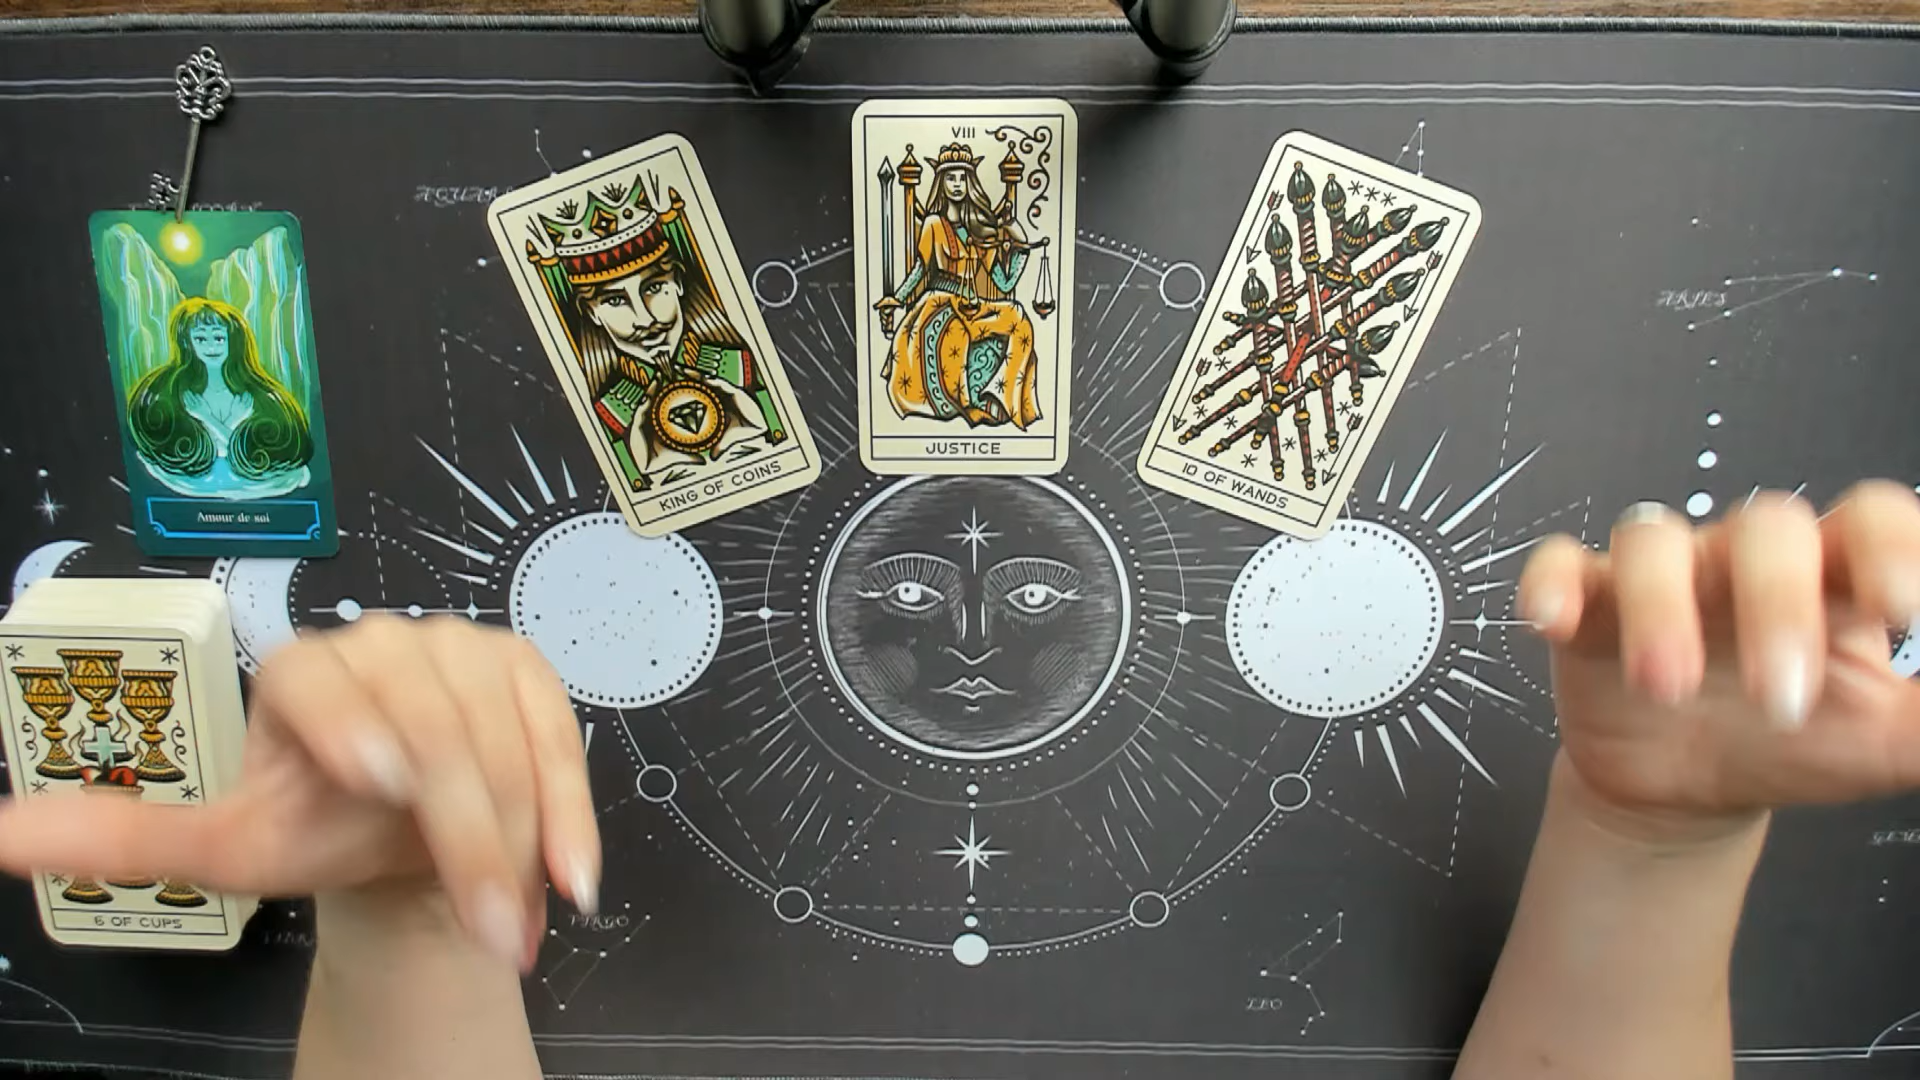 VIII
JUSTICE
KING OF COINS
10 OF WANDS
Amour de soi
6 OF CUPS
ARIES
VIRGO
LEO